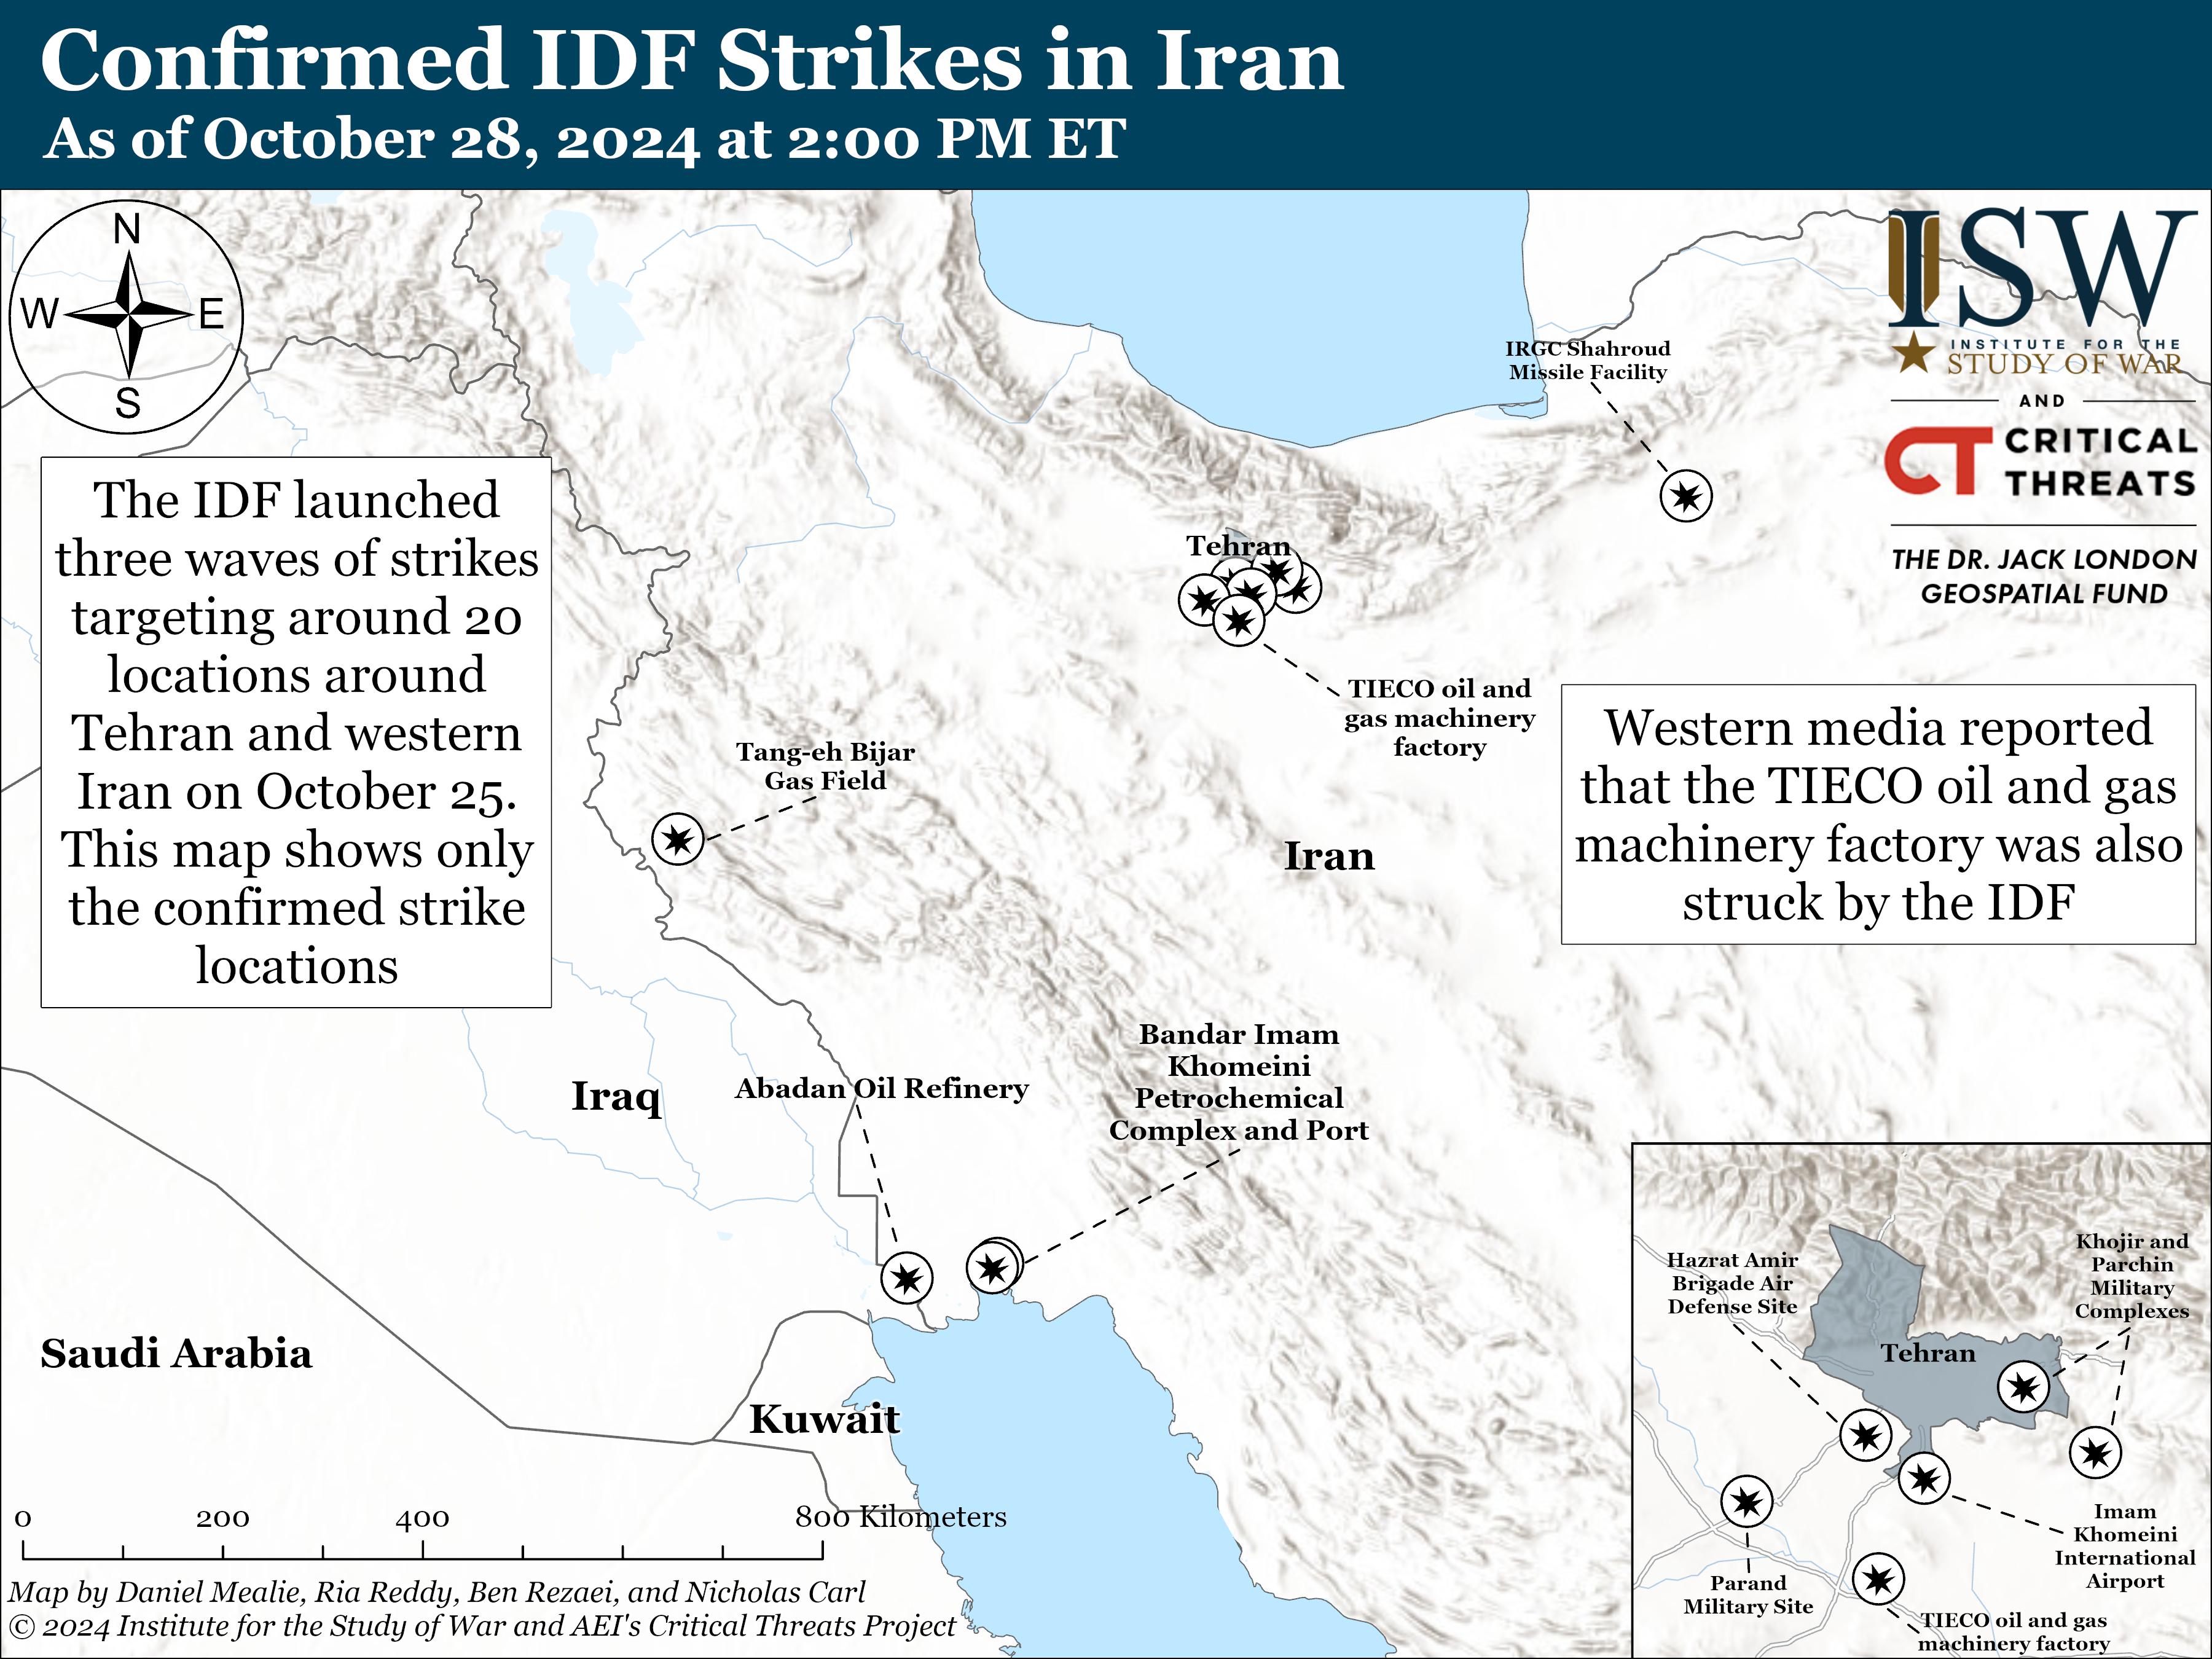 Confirmed IDF Strikes in Iran
As of October 28, 2024 at 2:00 PM ET
N
W
E
S
ISW
INSTITUTE FOR THE
STUDY OF WAR
AND
CT CRITICAL
THREATS
THE DR. JACK LONDON
GEOSPATIAL FUND
The IDF launched
three waves of strikes
targeting around 20
locations around
Tehran and western
Iran on October 25.
This map shows only
the confirmed strike
locations
IRGC Shahroud
Missile Facility
Tehran
TIECO oil and
gas machinery
factory
Western media reported
that the TIECO oil and gas
machinery factory was also
struck by the IDF
Tang-eh Bijar
Gas Field
Iran
Bandar Imam
Khomeini
Petrochemical
Complex and Port
Abadan Oil Refinery
Iraq
Saudi Arabia
Kuwait
Hazrat Amir
Brigade Air
Defense Site
Khojir and
Parchin
Military
Complexes
Tehran
Imam
Khomeini
International
Airport
Parand
Military Site
TIECO oil and gas
machinery factory
0 200 400 800 Kilometers
Map by Daniel Mealie, Ria Reddy, Ben Rezaei, and Nicholas Carl
© 2024 Institute for the Study of War and AEI's Critical Threats Project